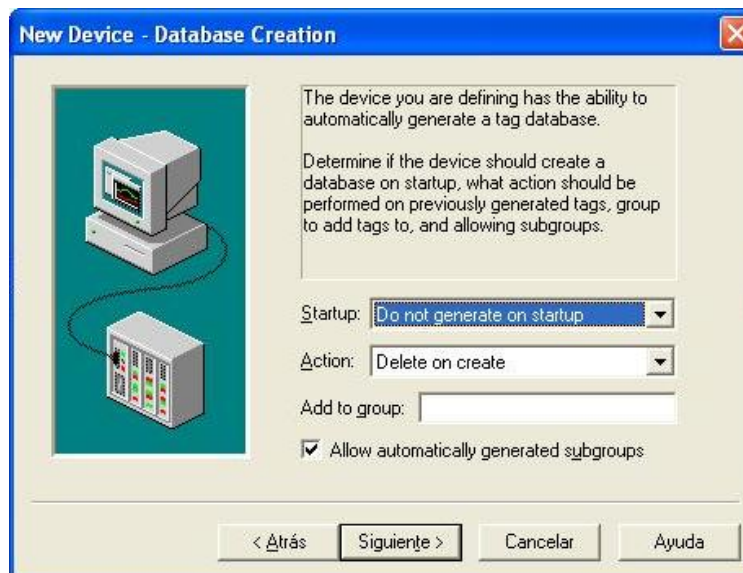 New Device - Database Creation
The device you are defining has the ability to
automatically generate a tag database.
Determine if the device should create a
database on startup, what action should be
performed on previously generated tags, group
to add tags to, and allowing subgroups.
Startup: Do not generate on startup
Action: Delete on create
Add to group:
Allow automatically generated subgroups
< Atrás Siguiente > Cancelar Ayuda